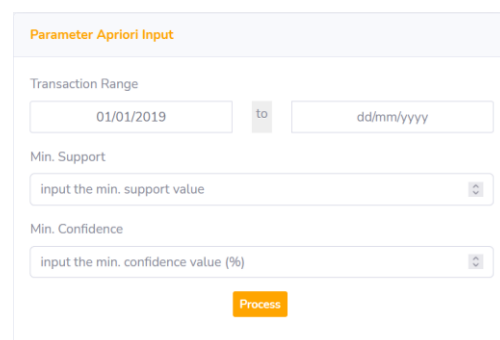 Parameter Apriori Input
Transaction Range
01/01/2019 to dd/mm/yyyy
Min. Support
input the min. support value
Min. Confidence
input the min. confidence value (%)
Process